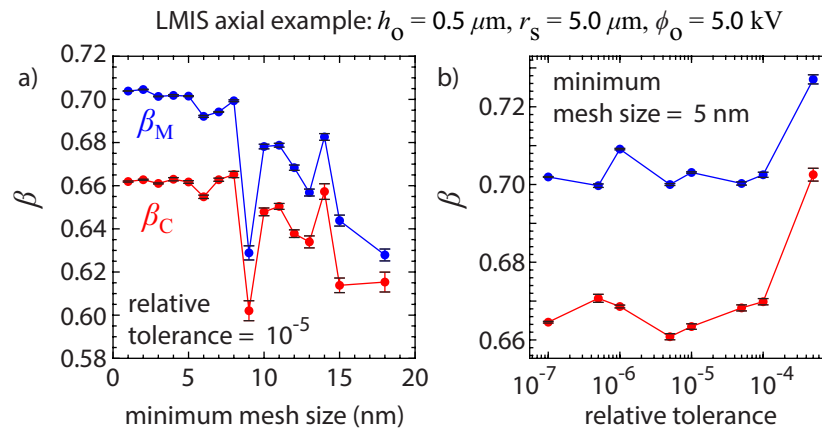 LMIS axial example: hₒ = 0.5 μm, rₛ = 5.0 μm, ϕₒ = 5.0 kV
a)
0.72
0.70
0.68
0.66
0.64
0.62
0.60
0.58
β
β_M
β_C
relative
tolerance = 10⁻⁵
0 5 10 15 20
minimum mesh size (nm)
b)
minimum
mesh size = 5 nm
0.72
0.70
0.68
0.66
β
10⁻⁷ 10⁻⁶ 10⁻⁵ 10⁻⁴
relative tolerance